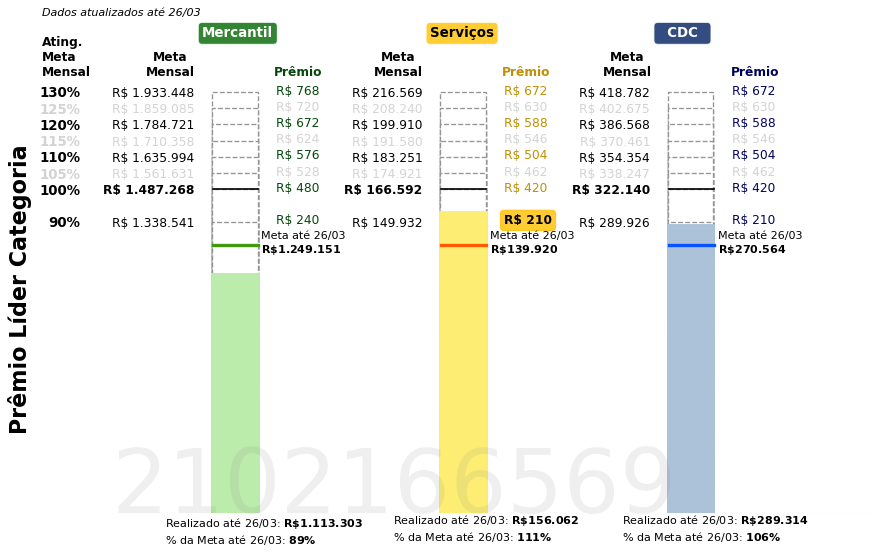 Dados atualizados até 26/03
Mercantil Serviços CDC
Ating.
Meta Meta Meta Meta
Mensal Mensal Prêmio Mensal Prêmio Mensal Prêmio
130% R$ 1.933.448 R$ 768 R$ 216.569 R$ 672 R$ 418.782 R$ 672
125% R$ 1.859.085 R$ 720 R$ 208.240 R$ 630 R$ 402.675 R$ 630
120% R$ 1.784.721 R$ 672 R$ 199.910 R$ 588 R$ 386.568 R$ 588
115% R$ 1.710.358 R$ 624 R$ 191.580 R$ 546 R$ 370.461 R$ 546
110% R$ 1.635.994 R$ 576 R$ 183.251 R$ 504 R$ 354.354 R$ 504
105% R$ 1.561.631 R$ 528 R$ 174.921 R$ 462 R$ 338.247 R$ 462
100% R$ 1.487.268 R$ 480 R$ 166.592 R$ 420 R$ 322.140 R$ 420
90% R$ 1.338.541 R$ 240 R$ 149.932 R$ 210 R$ 289.926 R$ 210
Meta até 26/03 Meta até 26/03 Meta até 26/03
R$1.249.151 R$139.920 R$270.564
Prêmio Líder Categoria
2102166569
Realizado até 26/03: R$1.113.303 Realizado até 26/03: R$156.062 Realizado até 26/03: R$289.314
% da Meta até 26/03: 89% % da Meta até 26/03: 111% % da Meta até 26/03: 106%